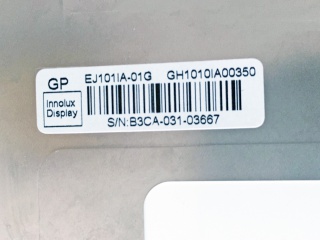 GP EJ101IA-01G GH1010IA00350
Innolux
Display
S/N:B3CA-031-03667